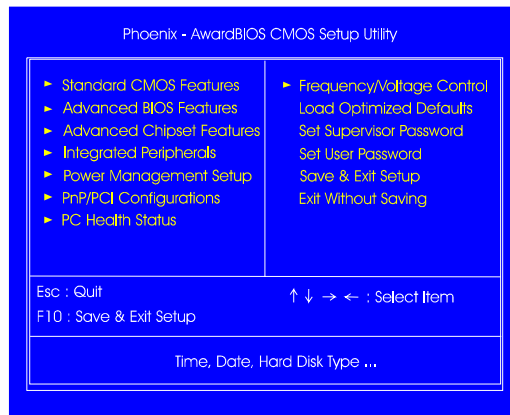 Phoenix - AwardBIOS CMOS Setup Utility
► Standard CMOS Features
► Advanced BIOS Features
► Advanced Chipset Features
► Integrated Peripherals
► Power Management Setup
► PnP/PCI Configurations
► PC Health Status
► Frequency/Voltage Control
Load Optimized Defaults
Set Supervisor Password
Set User Password
Save & Exit Setup
Exit Without Saving
Esc : Quit
F10 : Save & Exit Setup
↑ ↓ → ← : Select Item
Time, Date, Hard Disk Type ...